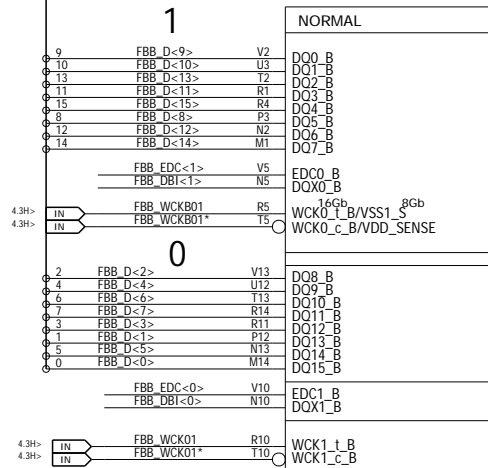 1
NORMAL
9 FBB_D<9> V2 DQ0_B
10 FBB_D<10> U3 DQ1_B
13 FBB_D<13> T2 DQ2_B
11 FBB_D<11> R1 DQ3_B
15 FBB_D<15> R4 DQ4_B
8 FBB_D<8> P3 DQ5_B
12 FBB_D<12> N2 DQ6_B
14 FBB_D<14> M1 DQ7_B
FBB_EDC<1> V5 EDC0_B
FBB_DBI<1> N5 DQX0_B
16Gb 8Gb
4.3H> IN FBB_WCKB01 R5 WCK0_t_B/VSS1_S
4.3H> IN FBB_WCKB01* T5 WCK0_c_B/VDD_SENSE
0
2 FBB_D<2> V13 DQ8_B
4 FBB_D<4> U12 DQ9_B
6 FBB_D<6> T13 DQ10_B
7 FBB_D<7> R14 DQ11_B
3 FBB_D<3> R11 DQ12_B
1 FBB_D<1> P12 DQ13_B
5 FBB_D<5> N13 DQ14_B
0 FBB_D<0> M14 DQ15_B
FBB_EDC<0> V10 EDC1_B
FBB_DBI<0> N10 DQX1_B
4.3H> IN FBB_WCK01 R10 WCK1_t_B
4.3H> IN FBB_WCK01* T10 WCK1_c_B